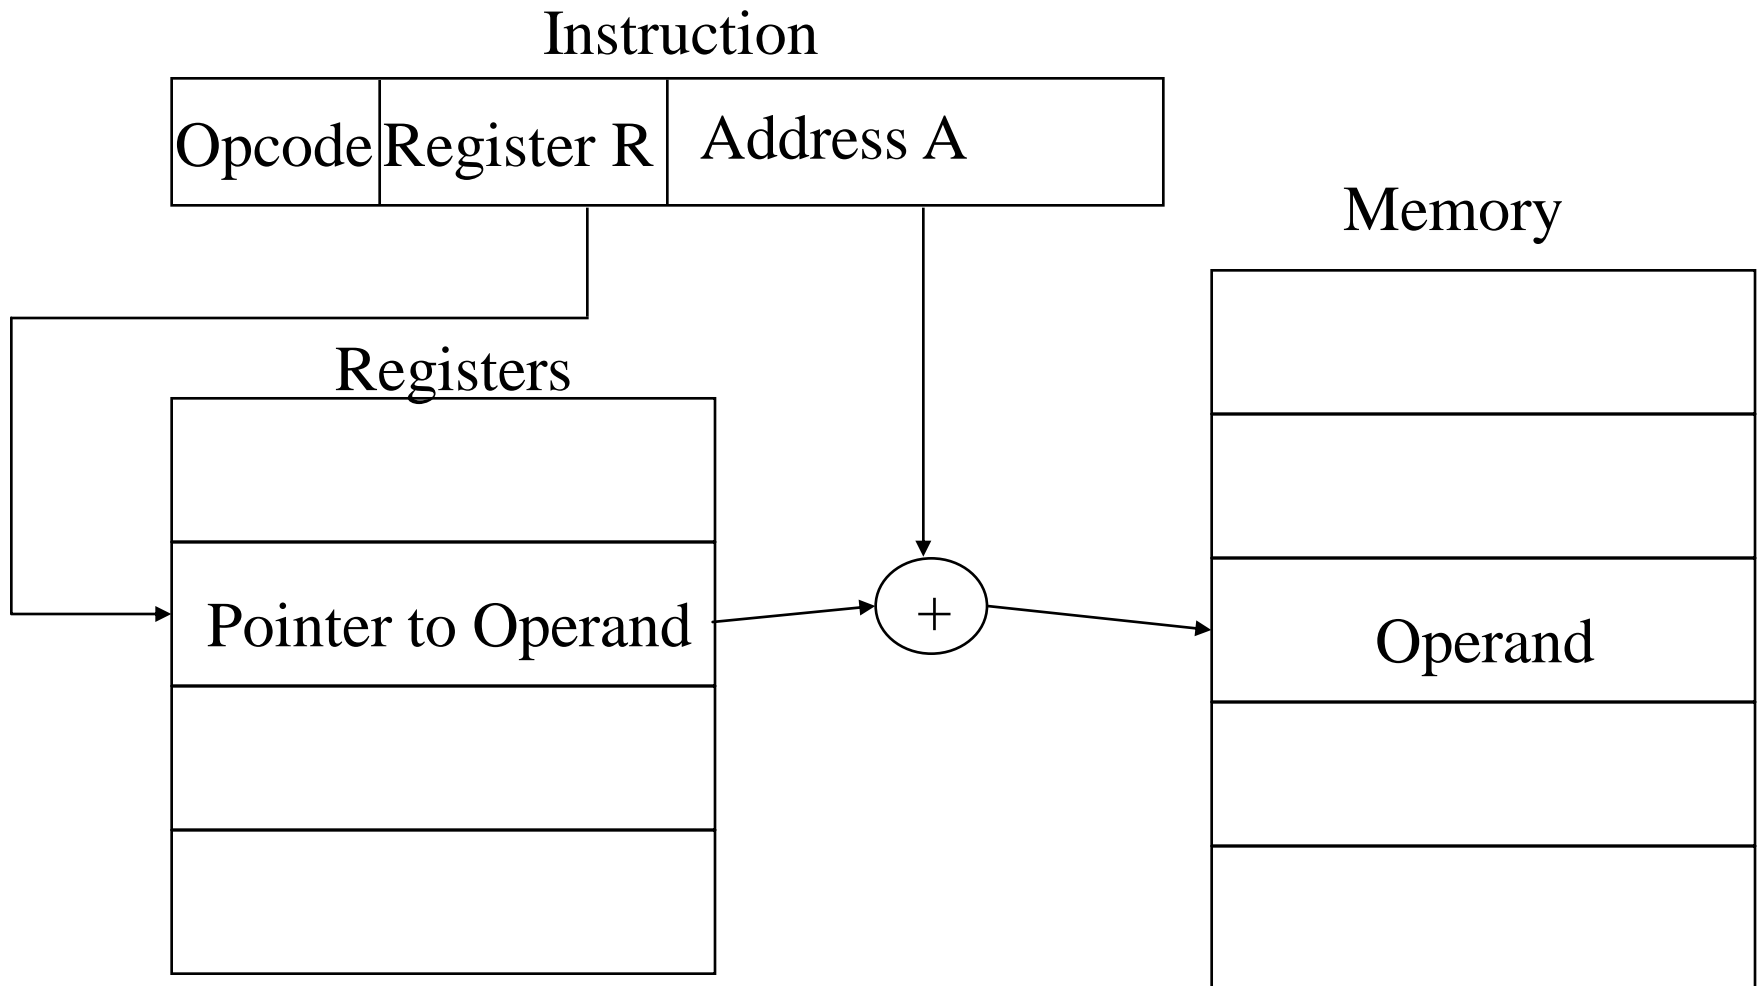 Instruction
Opcode Register R Address A
Memory
Registers
Pointer to Operand
+
Operand